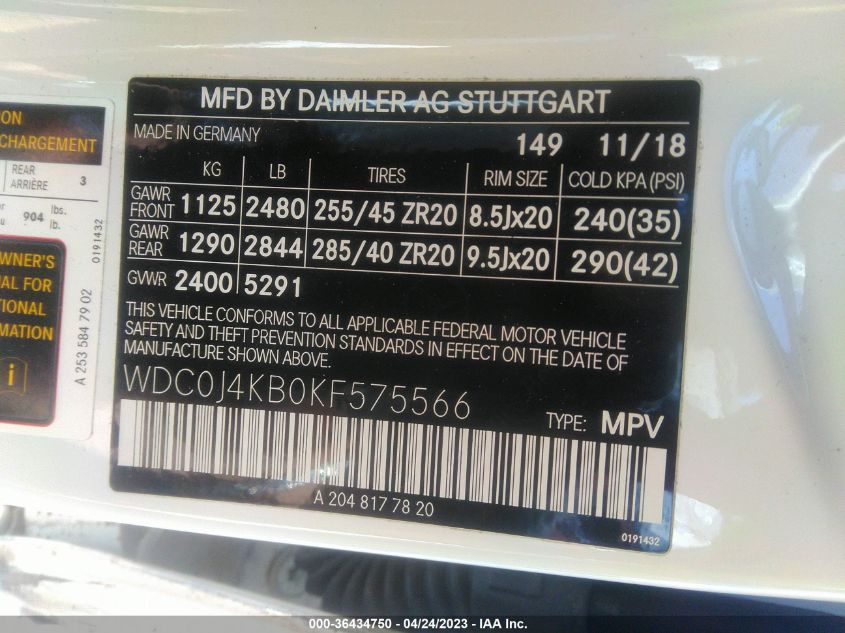 ION
CHARGEMENT
REAR
ARRIÈRE 3
904 lbs.
lb.
0191432
WNER'S
UAL FOR
TIONAL
RMATION
i
A 253 584 79 02
MFD BY DAIMLER AG STUTTGART
MADE IN GERMANY 149 11/18
KG LB TIRES RIM SIZE COLD KPA (PSI)
GAWR FRONT 1125 2480 255/45 ZR20 8.5Jx20 240(35)
GAWR REAR 1290 2844 285/40 ZR20 9.5Jx20 290(42)
GVWR 2400 5291
THIS VEHICLE CONFORMS TO ALL APPLICABLE FEDERAL MOTOR VEHICLE
SAFETY AND THEFT PREVENTION STANDARDS IN EFFECT ON THE DATE OF
MANUFACTURE SHOWN ABOVE.
WDC0J4KB0KF575566
TYPE: MPV
A 204 817 78 20
0191432
000-36434750 - 04/24/2023 - IAA Inc.